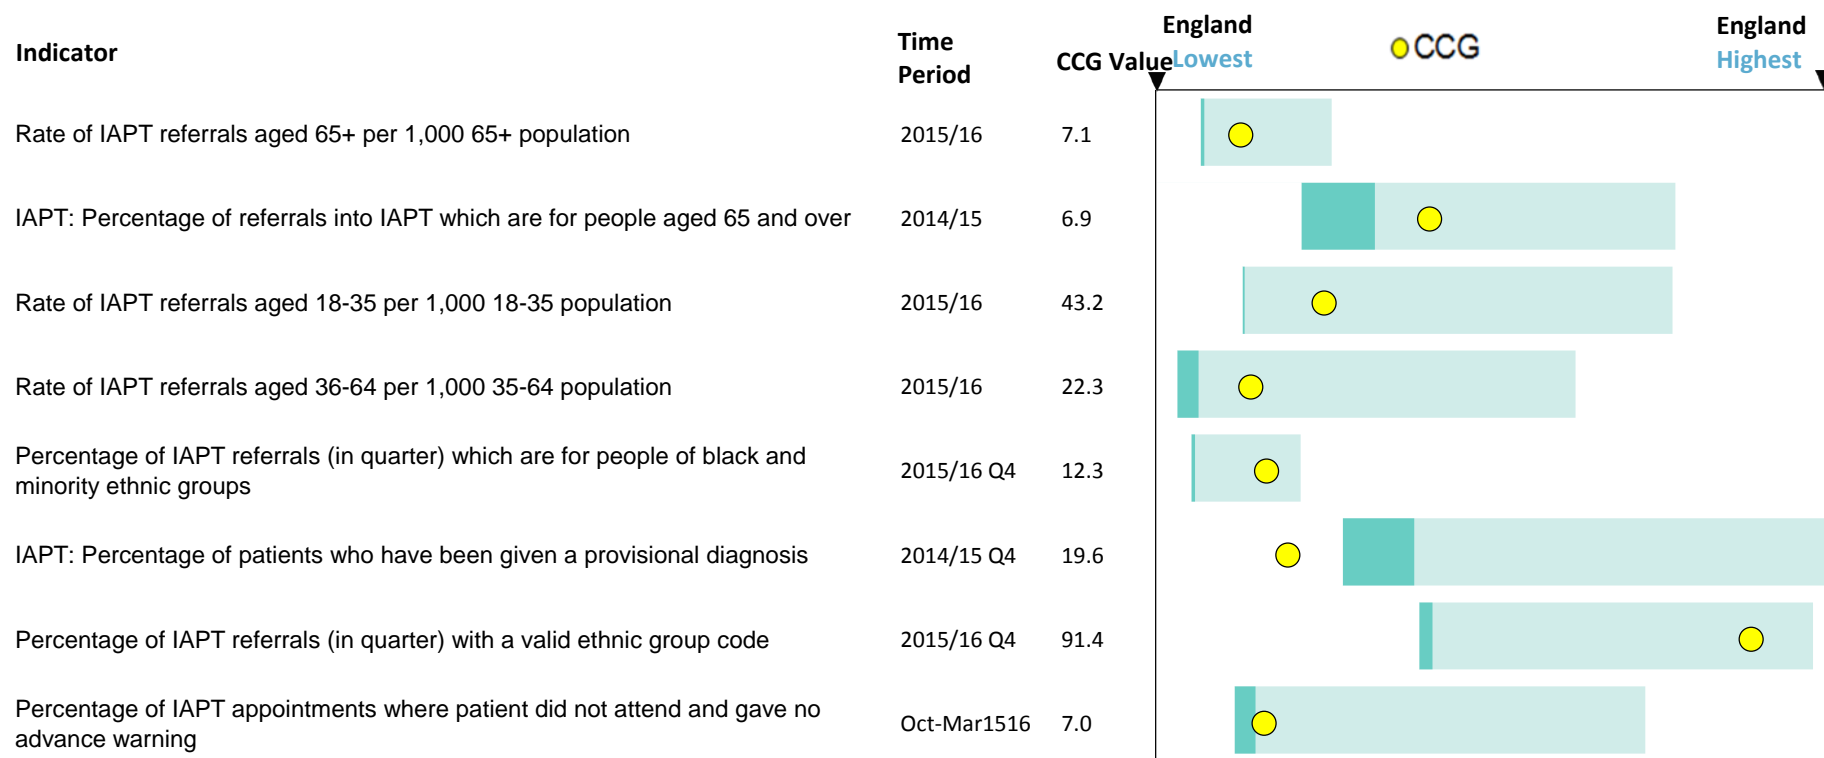 Indicator
Time
Period
CCG Value
England
Lowest
CCG
England
Highest
Rate of IAPT referrals aged 65+ per 1,000 65+ population 2015/16 7.1
IAPT: Percentage of referrals into IAPT which are for people aged 65 and over 2014/15 6.9
Rate of IAPT referrals aged 18-35 per 1,000 18-35 population 2015/16 43.2
Rate of IAPT referrals aged 36-64 per 1,000 35-64 population 2015/16 22.3
Percentage of IAPT referrals (in quarter) which are for people of black and
minority ethnic groups
2015/16 Q4 12.3
IAPT: Percentage of patients who have been given a provisional diagnosis 2014/15 Q4 19.6
Percentage of IAPT referrals (in quarter) with a valid ethnic group code 2015/16 Q4 91.4
Percentage of IAPT appointments where patient did not attend and gave no
advance warning
Oct-Mar1516 7.0